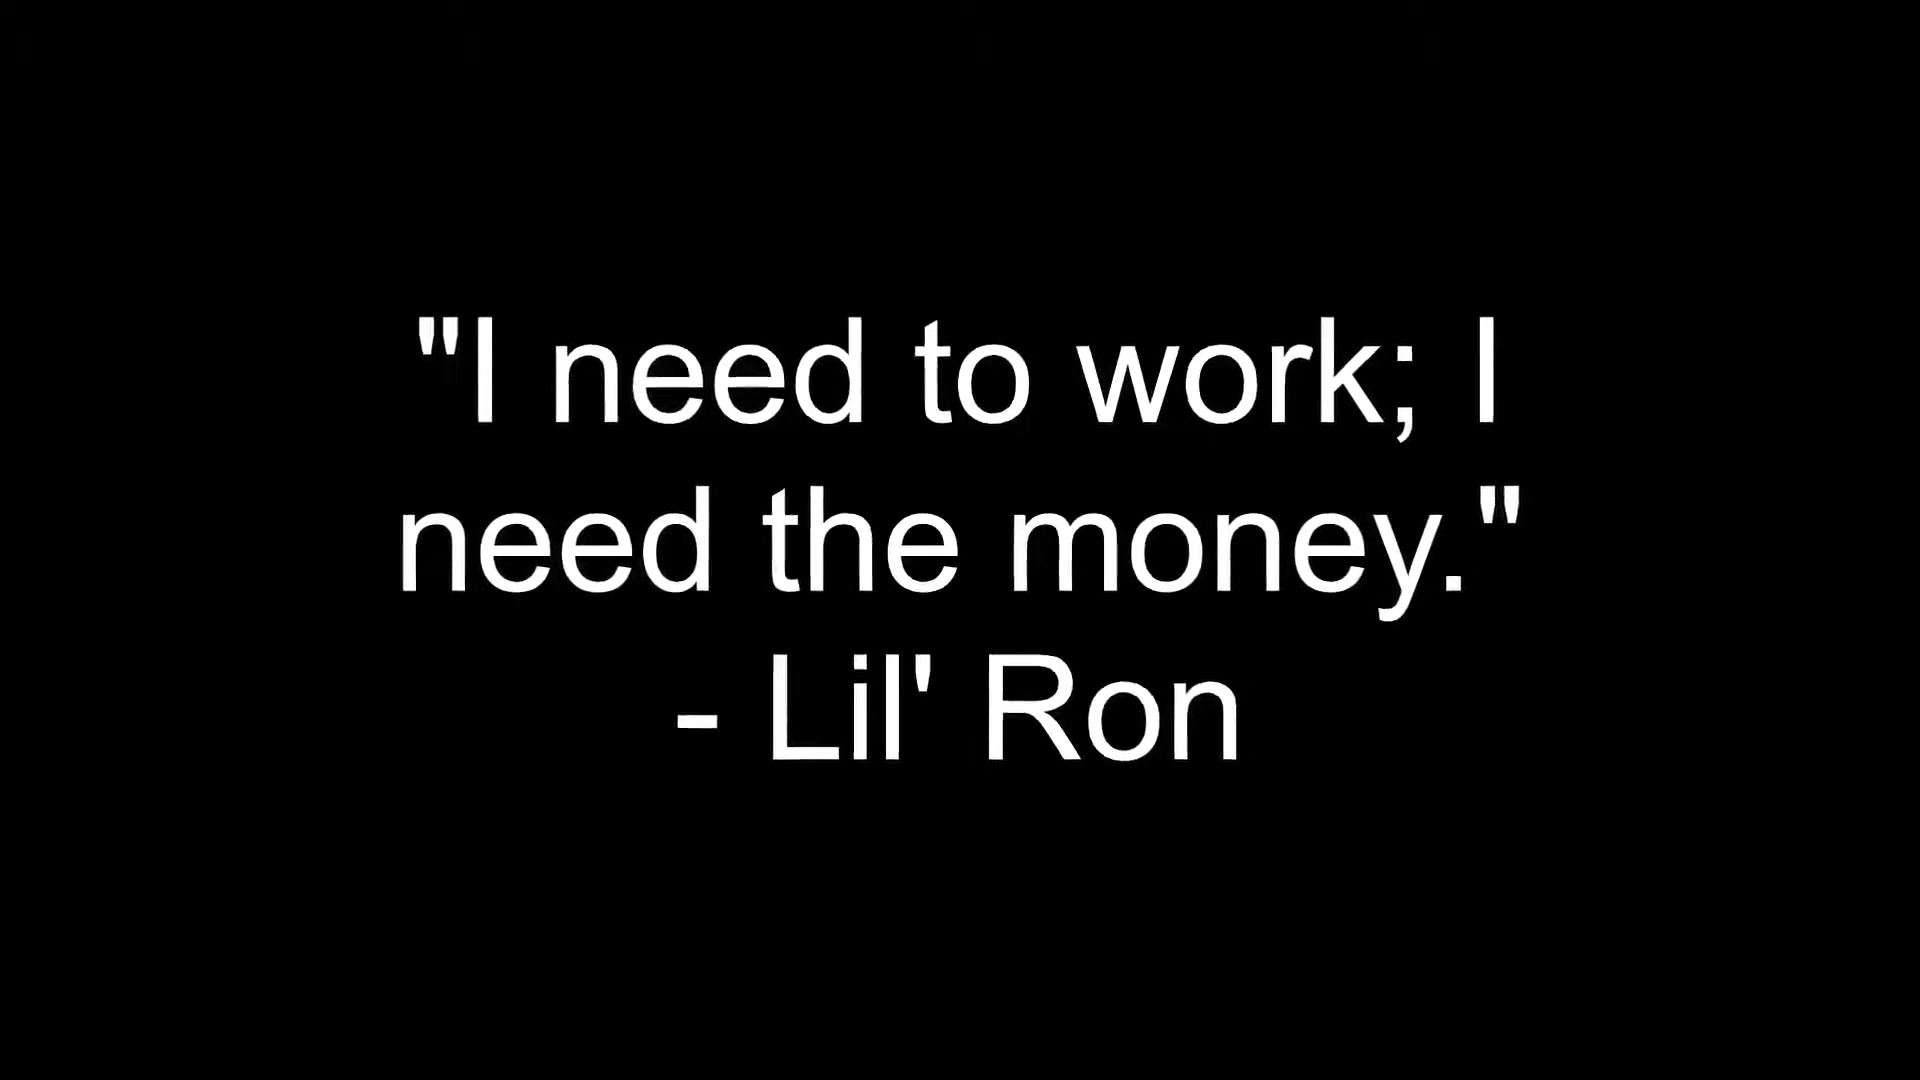 "I need to work; I
need the money."
- Lil' Ron